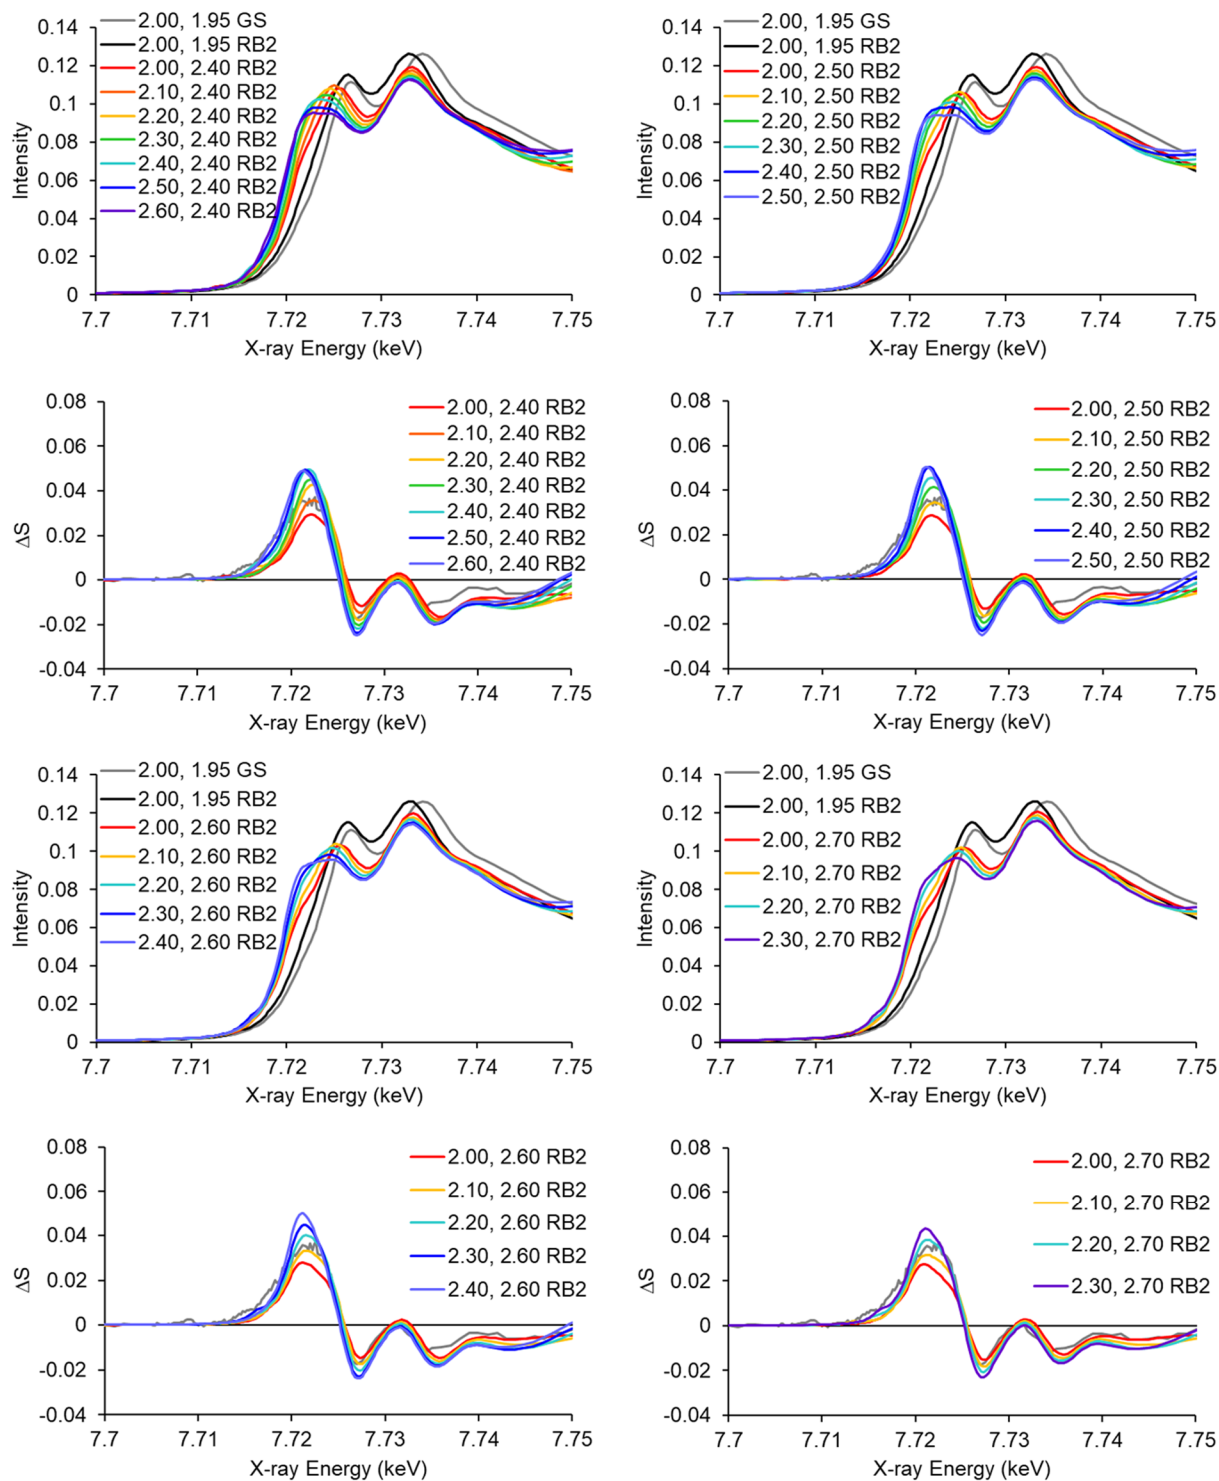 2.00, 1.95 GS
2.00, 1.95 RB2
2.00, 2.40 RB2
2.10, 2.40 RB2
2.20, 2.40 RB2
2.30, 2.40 RB2
2.40, 2.40 RB2
2.50, 2.40 RB2
2.60, 2.40 RB2
0.14
0.12
0.1
0.08
0.06
0.04
0.02
0
Intensity
7.7 7.71 7.72 7.73 7.74 7.75
X-ray Energy (keV)
2.00, 1.95 GS
2.00, 1.95 RB2
2.00, 2.50 RB2
2.10, 2.50 RB2
2.20, 2.50 RB2
2.30, 2.50 RB2
2.40, 2.50 RB2
2.50, 2.50 RB2
0.14
0.12
0.1
0.08
0.06
0.04
0.02
0
Intensity
7.7 7.71 7.72 7.73 7.74 7.75
X-ray Energy (keV)
2.00, 2.40 RB2
2.10, 2.40 RB2
2.20, 2.40 RB2
2.30, 2.40 RB2
2.40, 2.40 RB2
2.50, 2.40 RB2
2.60, 2.40 RB2
0.08
0.06
0.04
0.02
0
-0.02
-0.04
ΔS
7.7 7.71 7.72 7.73 7.74 7.75
X-ray Energy (keV)
2.00, 2.50 RB2
2.10, 2.50 RB2
2.20, 2.50 RB2
2.30, 2.50 RB2
2.40, 2.50 RB2
2.50, 2.50 RB2
0.08
0.06
0.04
0.02
0
-0.02
-0.04
ΔS
7.7 7.71 7.72 7.73 7.74 7.75
X-ray Energy (keV)
2.00, 1.95 GS
2.00, 1.95 RB2
2.00, 2.60 RB2
2.10, 2.60 RB2
2.20, 2.60 RB2
2.30, 2.60 RB2
2.40, 2.60 RB2
0.14
0.12
0.1
0.08
0.06
0.04
0.02
0
Intensity
7.7 7.71 7.72 7.73 7.74 7.75
X-ray Energy (keV)
2.00, 1.95 GS
2.00, 1.95 RB2
2.00, 2.70 RB2
2.10, 2.70 RB2
2.20, 2.70 RB2
2.30, 2.70 RB2
0.14
0.12
0.1
0.08
0.06
0.04
0.02
0
Intensity
7.7 7.71 7.72 7.73 7.74 7.75
X-ray Energy (keV)
2.00, 2.60 RB2
2.10, 2.60 RB2
2.20, 2.60 RB2
2.30, 2.60 RB2
2.40, 2.60 RB2
0.08
0.06
0.04
0.02
0
-0.02
-0.04
ΔS
7.7 7.71 7.72 7.73 7.74 7.75
X-ray Energy (keV)
2.00, 2.70 RB2
2.10, 2.70 RB2
2.20, 2.70 RB2
2.30, 2.70 RB2
0.08
0.06
0.04
0.02
0
-0.02
-0.04
ΔS
7.7 7.71 7.72 7.73 7.74 7.75
X-ray Energy (keV)